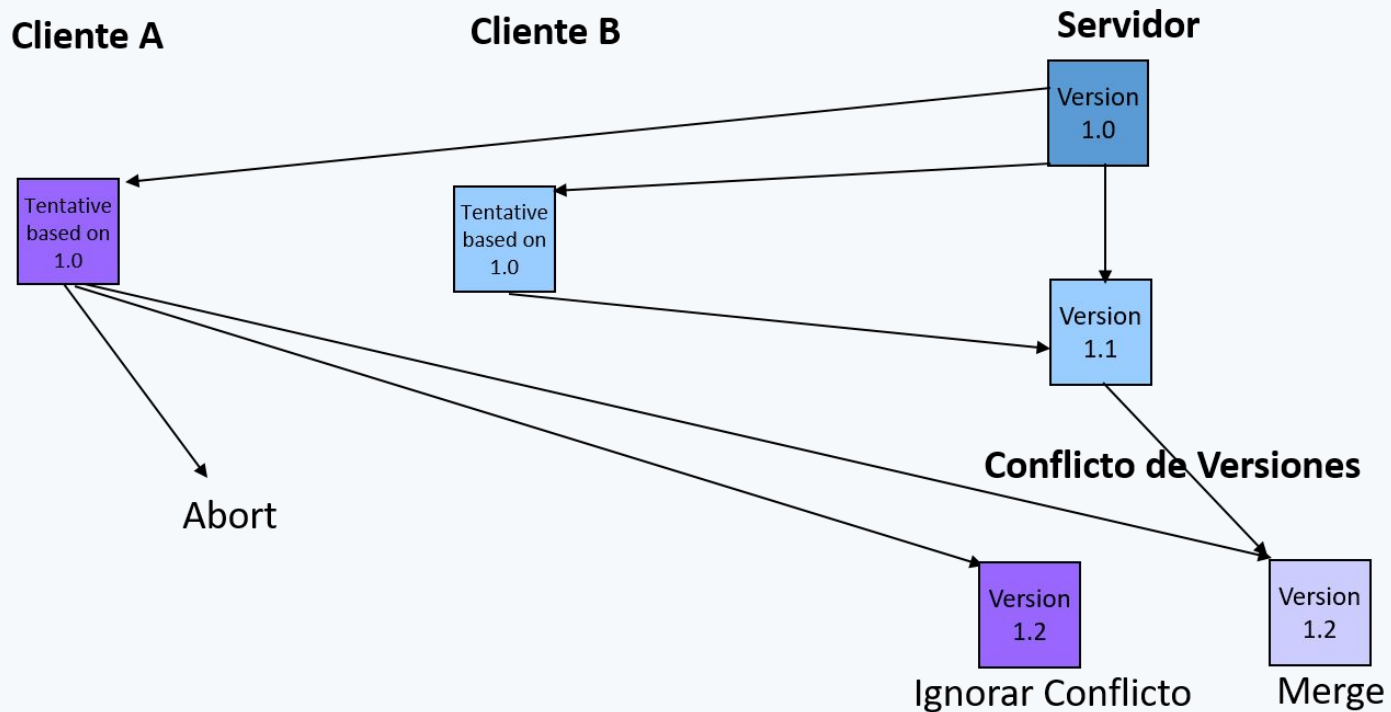 Cliente A
Cliente B
Servidor
Version
1.0
Tentative
based on
1.0
Tentative
based on
1.0
Version
1.1
Conflicto de Versiones
Abort
Version
1.2
Version
1.2
Ignorar Conflicto
Merge